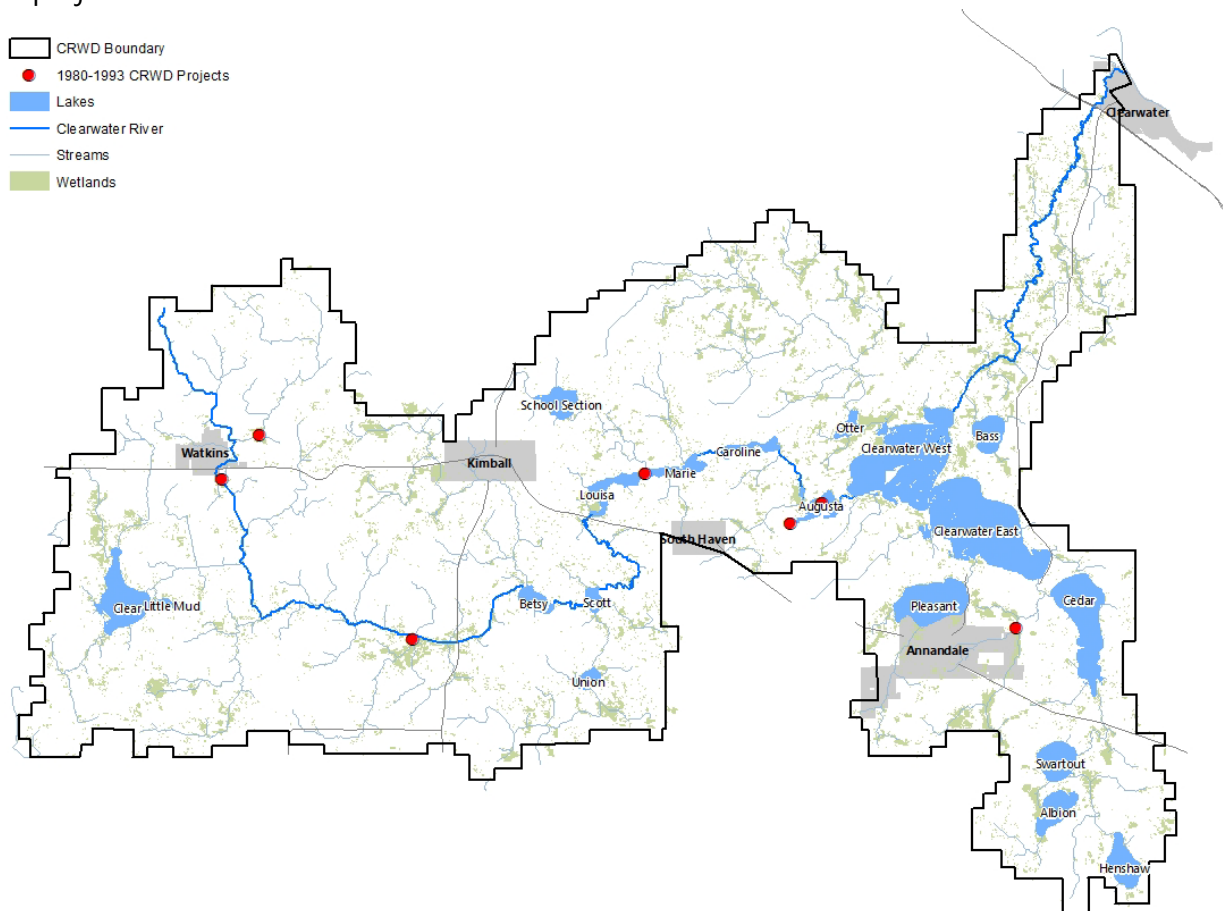 CRWD Boundary
1980-1993 CRWD Projects
Lakes
Clearwater River
Streams
Wetlands
Clearwater
School Section
Otter
Bass
Clearwater West
Watkins
Kimball
Caroline
Marie
Louisa
Augusta
South Haven
Clearwater East
Clear
Little Mud
Betsy
Scott
Pleasant
Cedar
Annandale
Union
Swartout
Albion
Henshaw